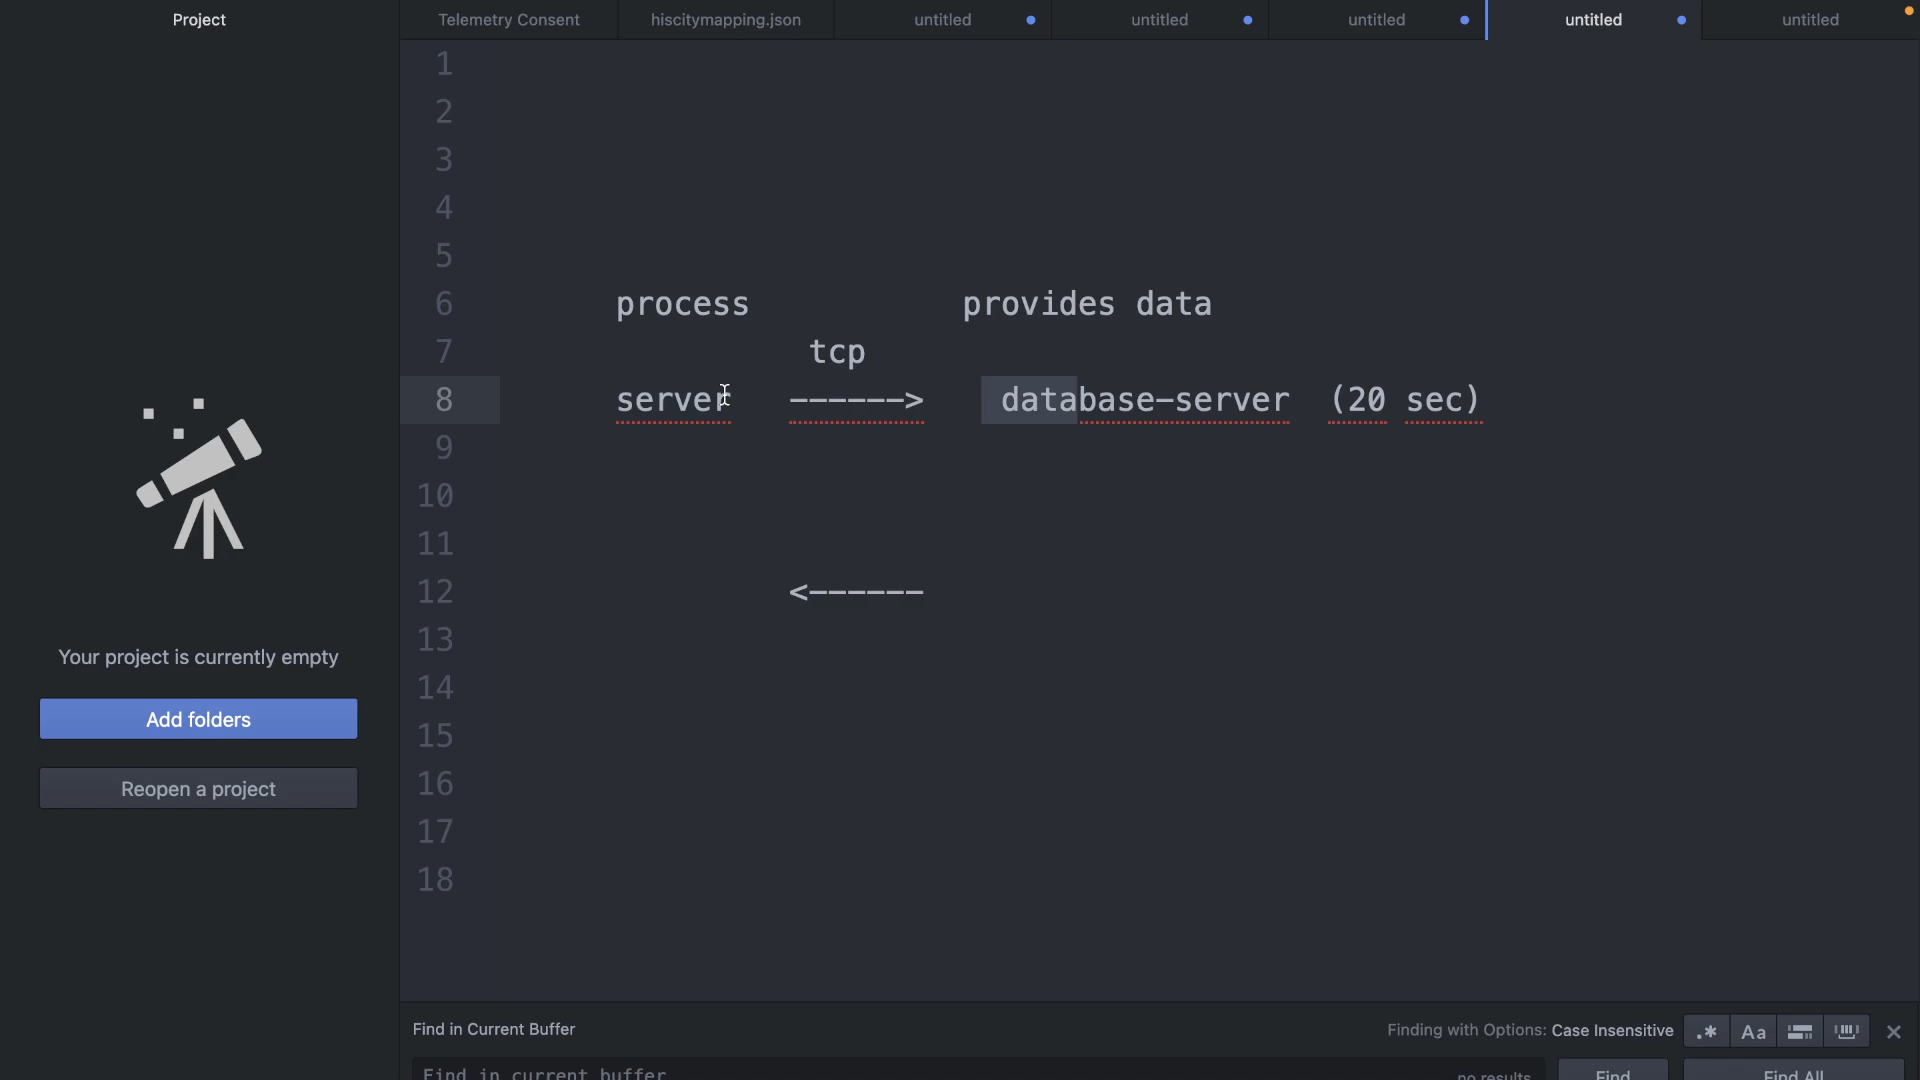 Project
Telemetry Consent
hiscitymapping.json
untitled
untitled
untitled
untitled
untitled
1
2
3
4
5
6 process provides data
7 tcp
8 server ------> database-server (20 sec)
9
10
11
12 <------
13
14
15
16
17
18
Your project is currently empty
Add folders
Reopen a project
Find in Current Buffer
Finding with Options: Case Insensitive
.* Aa
Find in current buffer
no results
Find
Find All